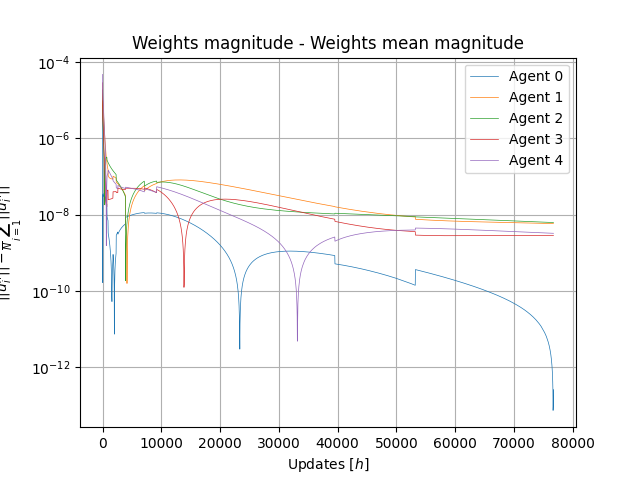 Weights magnitude - Weights mean magnitude
10⁻⁴
10⁻⁶
10⁻⁸
10⁻¹⁰
10⁻¹²
Agent 0
Agent 1
Agent 2
Agent 3
Agent 4
0 10000 20000 30000 40000 50000 60000 70000 80000
Updates [h]